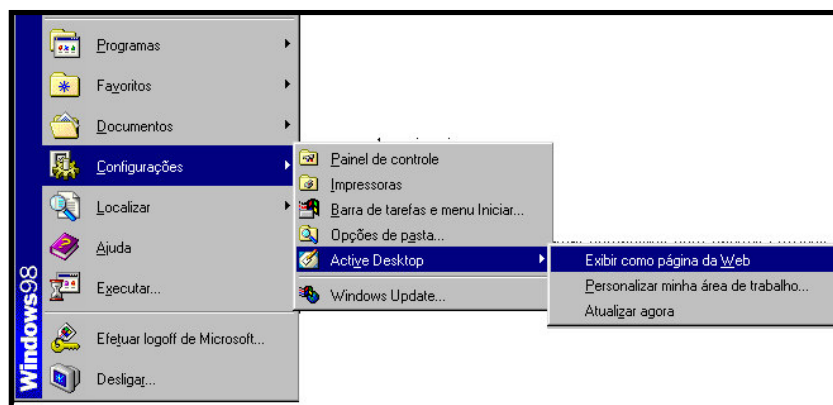 Programas
Favoritos
Documentos
Configurações
Localizar
Ajuda
Executar...
Efetuar logoff de Microsoft...
Desligar...
Windows98
Painel de controle
Impressoras
Barra de tarefas e menu Iniciar...
Opções de pasta...
Active Desktop
Windows Update...
Exibir como página da Web
Personalizar minha área de trabalho...
Atualizar agora